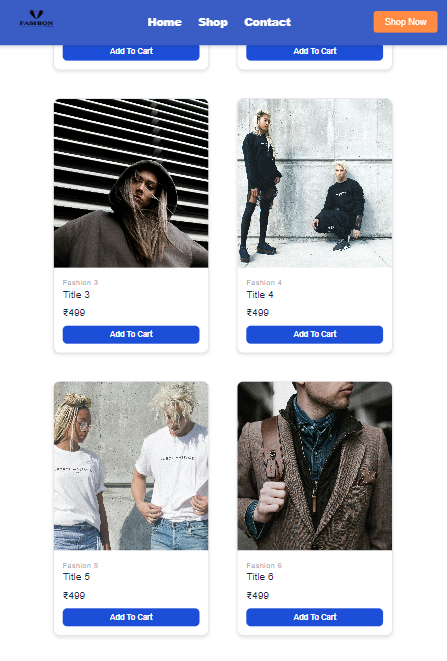 FASHION
Home Shop Contact
Shop Now
Add To Cart
Add To Cart
Fashion 3
Title 3
₹499
Add To Cart
Fashion 4
Title 4
₹499
Add To Cart
Fashion 5
Title 5
₹499
Add To Cart
Fashion 6
Title 6
₹499
Add To Cart